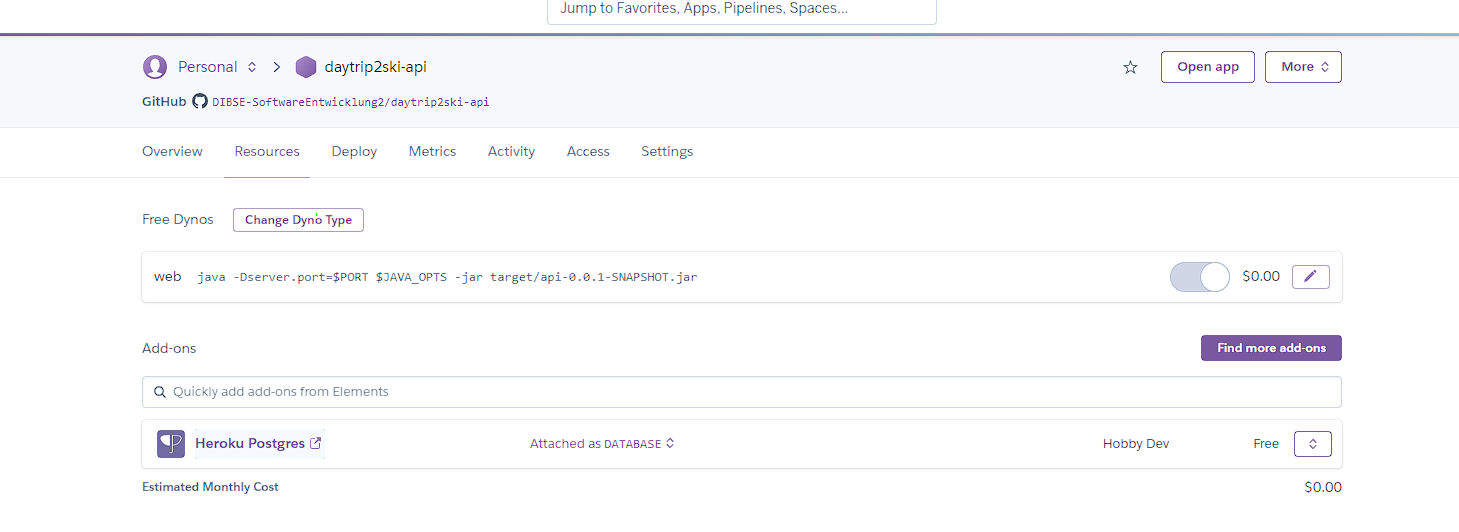 Jump to Favorites, Apps, Pipelines, Spaces...
Personal daytrip2ski-api Open app More
GitHub DIBSE-SoftwareEntwicklung2/daytrip2ski-api
Overview Resources Deploy Metrics Activity Access Settings
Free Dynos Change Dyno Type
web java -Dserver.port=$PORT $JAVA_OPTS -jar target/api-0.0.1-SNAPSHOT.jar $0.00
Add-ons Find more add-ons
Quickly add add-ons from Elements
Heroku Postgres Attached as DATABASE Hobby Dev Free
Estimated Monthly Cost $0.00